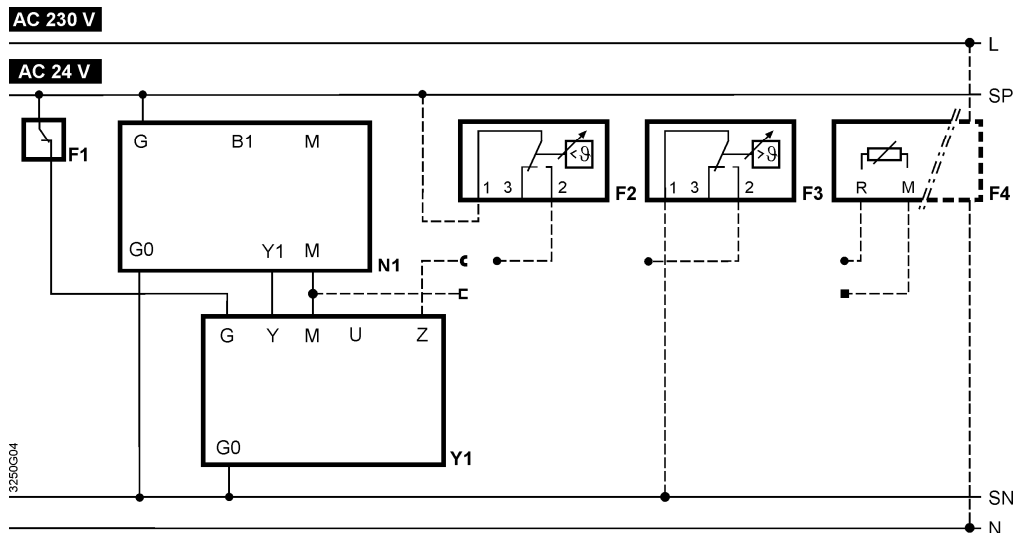 AC 230 V
L
AC 24 V
SP
F1
G B1 M
G0 Y1 M
N1
<ϑ
1 3 2
F2
>ϑ
1 3 2
F3
R M
F4
G Y M U Z
G0
Y1
3250G04
SN
N